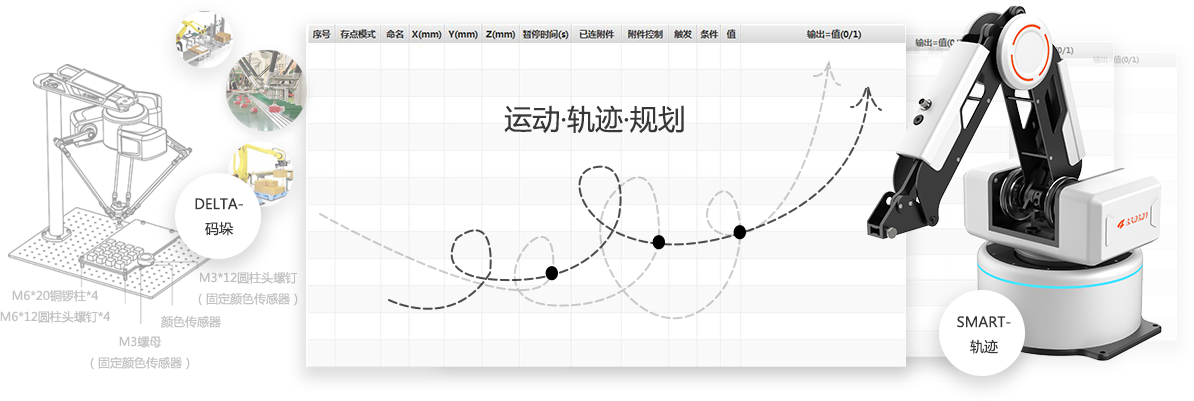 序号 存点模式 命名 X(mm) Y(mm) Z(mm) 暂停时间(s) 已连附件 附件控制 触发 条件 值 输出=值(0/1)
输出=值(0/1)
输出=值(0/1)
运动·轨迹·规划
DELTA-
码垛
M3*12圆柱头螺钉
（固定颜色传感器）
M6*20铜锣柱*4
M6*12圆柱头螺钉*4
颜色传感器
M3螺母
（固定颜色传感器）
SMART-
轨迹